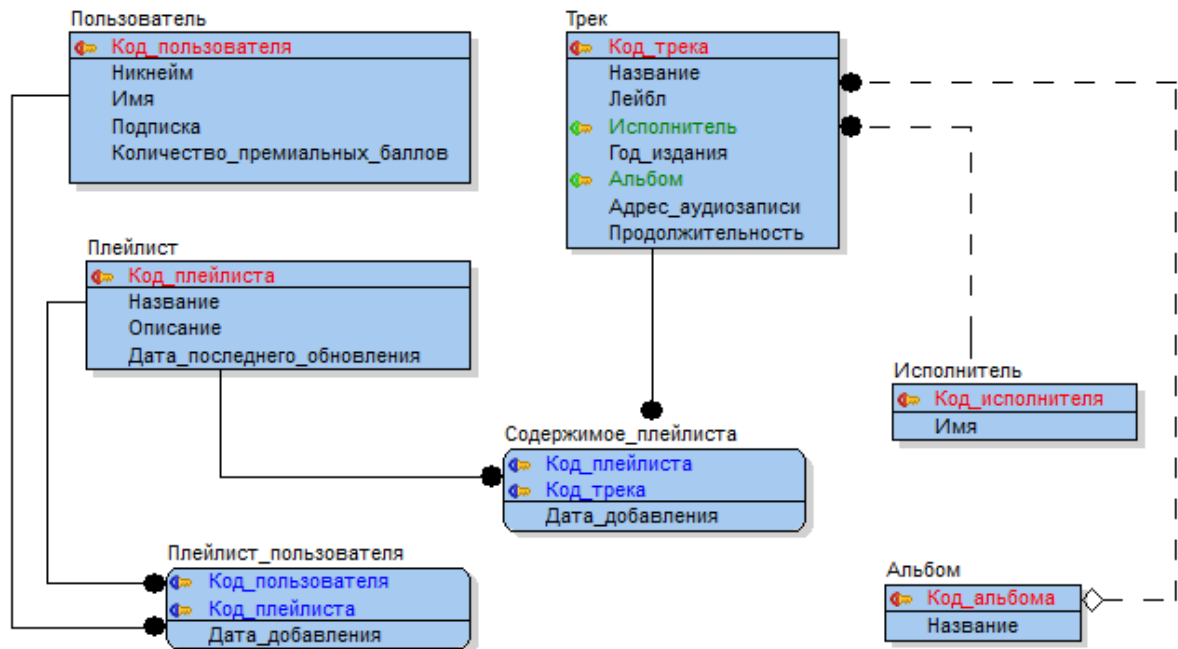 Пользователь
Код_пользователя
Никнейм
Имя
Подписка
Количество_премиальных_баллов
Трек
Код_трека
Название
Лейбл
Исполнитель
Год_издания
Альбом
Адрес_аудиозаписи
Продолжительность
Плейлист
Код_плейлиста
Название
Описание
Дата_последнего_обновления
Исполнитель
Код_исполнителя
Имя
Содержимое_плейлиста
Код_плейлиста
Код_трека
Дата_добавления
Плейлист_пользователя
Код_пользователя
Код_плейлиста
Дата_добавления
Альбом
Код_альбома
Название